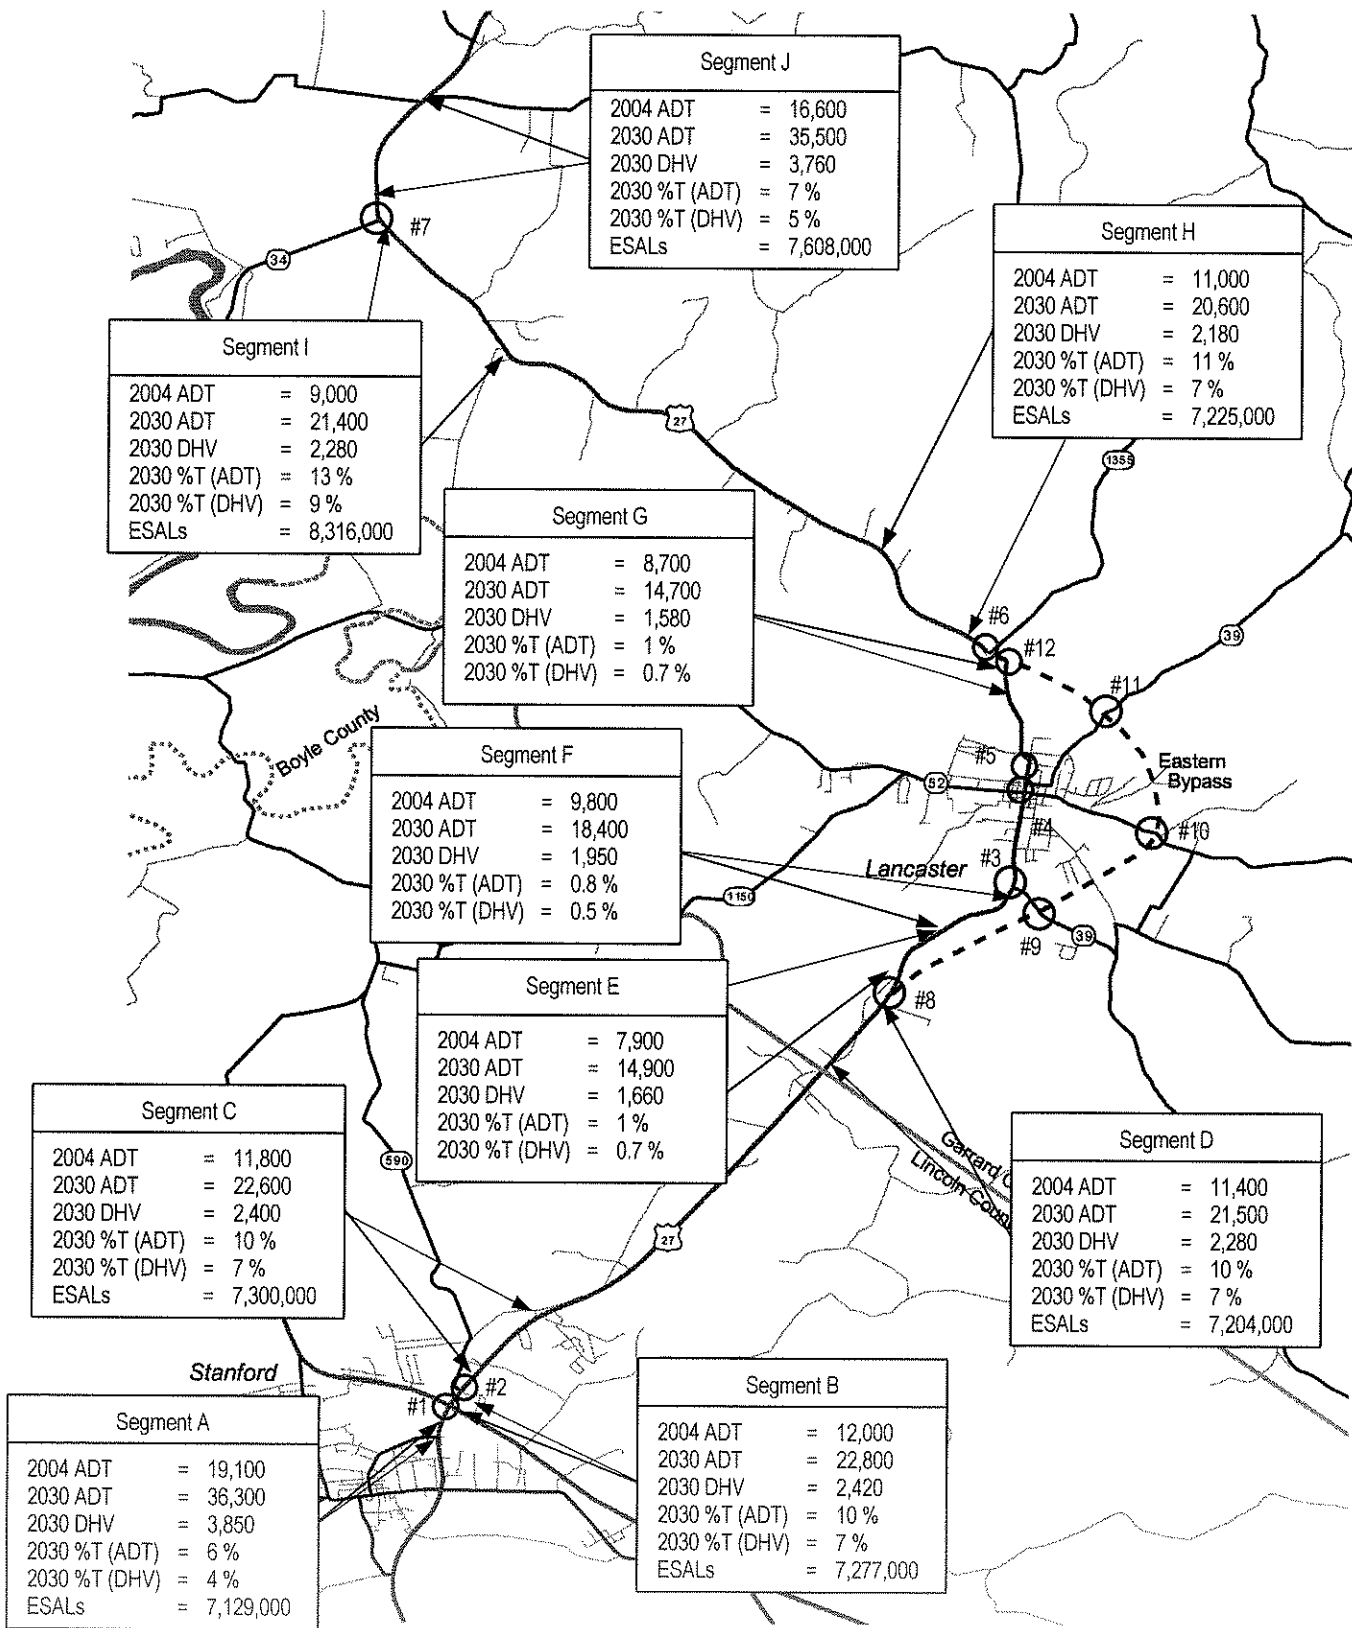 Segment J
2004 ADT = 16,600
2030 ADT = 35,500
2030 DHV = 3,760
2030 %T (ADT) = 7 %
2030 %T (DHV) = 5 %
ESALs = 7,608,000
#7
34
Segment H
2004 ADT = 11,000
2030 ADT = 20,600
2030 DHV = 2,180
2030 %T (ADT) = 11 %
2030 %T (DHV) = 7 %
ESALs = 7,225,000
Segment I
2004 ADT = 9,000
2030 ADT = 21,400
2030 DHV = 2,280
2030 %T (ADT) = 13 %
2030 %T (DHV) = 9 %
ESALs = 8,316,000
27
1355
Segment G
2004 ADT = 8,700
2030 ADT = 14,700
2030 DHV = 1,580
2030 %T (ADT) = 1 %
2030 %T (DHV) = 0.7 %
#6
#12
39
#11
Boyle County
Segment F
2004 ADT = 9,800
2030 ADT = 18,400
2030 DHV = 1,950
2030 %T (ADT) = 0.8 %
2030 %T (DHV) = 0.5 %
#5
Eastern
Bypass
52
#4
#10
#3
Lancaster
1150
#9
39
Segment E
2004 ADT = 7,900
2030 ADT = 14,900
2030 DHV = 1,660
2030 %T (ADT) = 1 %
2030 %T (DHV) = 0.7 %
#8
Segment C
2004 ADT = 11,800
2030 ADT = 22,600
2030 DHV = 2,400
2030 %T (ADT) = 10 %
2030 %T (DHV) = 7 %
ESALs = 7,300,000
590
27
Garrard C
Lincoln Coun
Segment D
2004 ADT = 11,400
2030 ADT = 21,500
2030 DHV = 2,280
2030 %T (ADT) = 10 %
2030 %T (DHV) = 7 %
ESALs = 7,204,000
Stanford
#2
#1
Segment B
2004 ADT = 12,000
2030 ADT = 22,800
2030 DHV = 2,420
2030 %T (ADT) = 10 %
2030 %T (DHV) = 7 %
ESALs = 7,277,000
Segment A
2004 ADT = 19,100
2030 ADT = 36,300
2030 DHV = 3,850
2030 %T (ADT) = 6 %
2030 %T (DHV) = 4 %
ESALs = 7,129,000